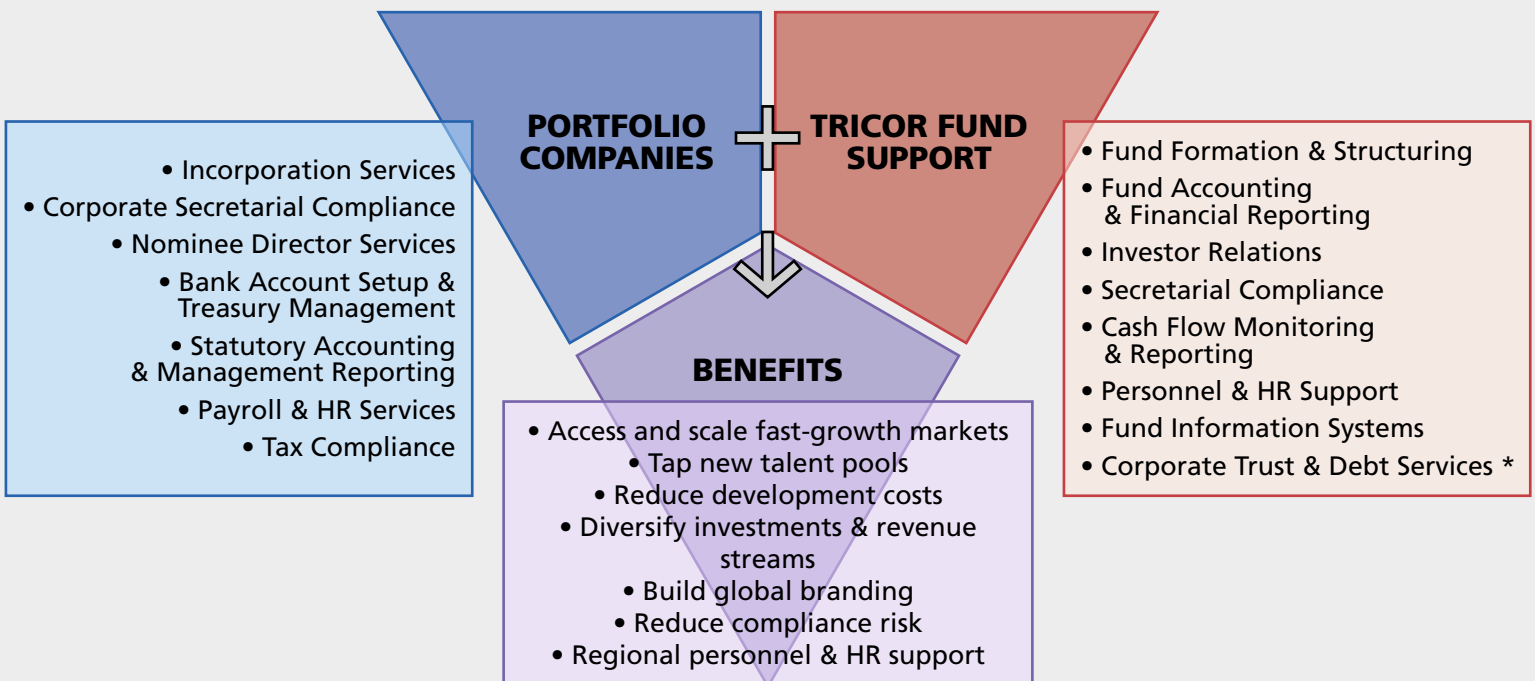 PORTFOLIO
COMPANIES
TRICOR FUND
SUPPORT
• Incorporation Services
• Corporate Secretarial Compliance
• Nominee Director Services
• Bank Account Setup &
Treasury Management
• Statutory Accounting
& Management Reporting
• Payroll & HR Services
• Tax Compliance
• Fund Formation & Structuring
• Fund Accounting
& Financial Reporting
• Investor Relations
• Secretarial Compliance
• Cash Flow Monitoring
& Reporting
• Personnel & HR Support
• Fund Information Systems
• Corporate Trust & Debt Services *
BENEFITS
• Access and scale fast-growth markets
• Tap new talent pools
• Reduce development costs
• Diversify investments & revenue
streams
• Build global branding
• Reduce compliance risk
• Regional personnel & HR support